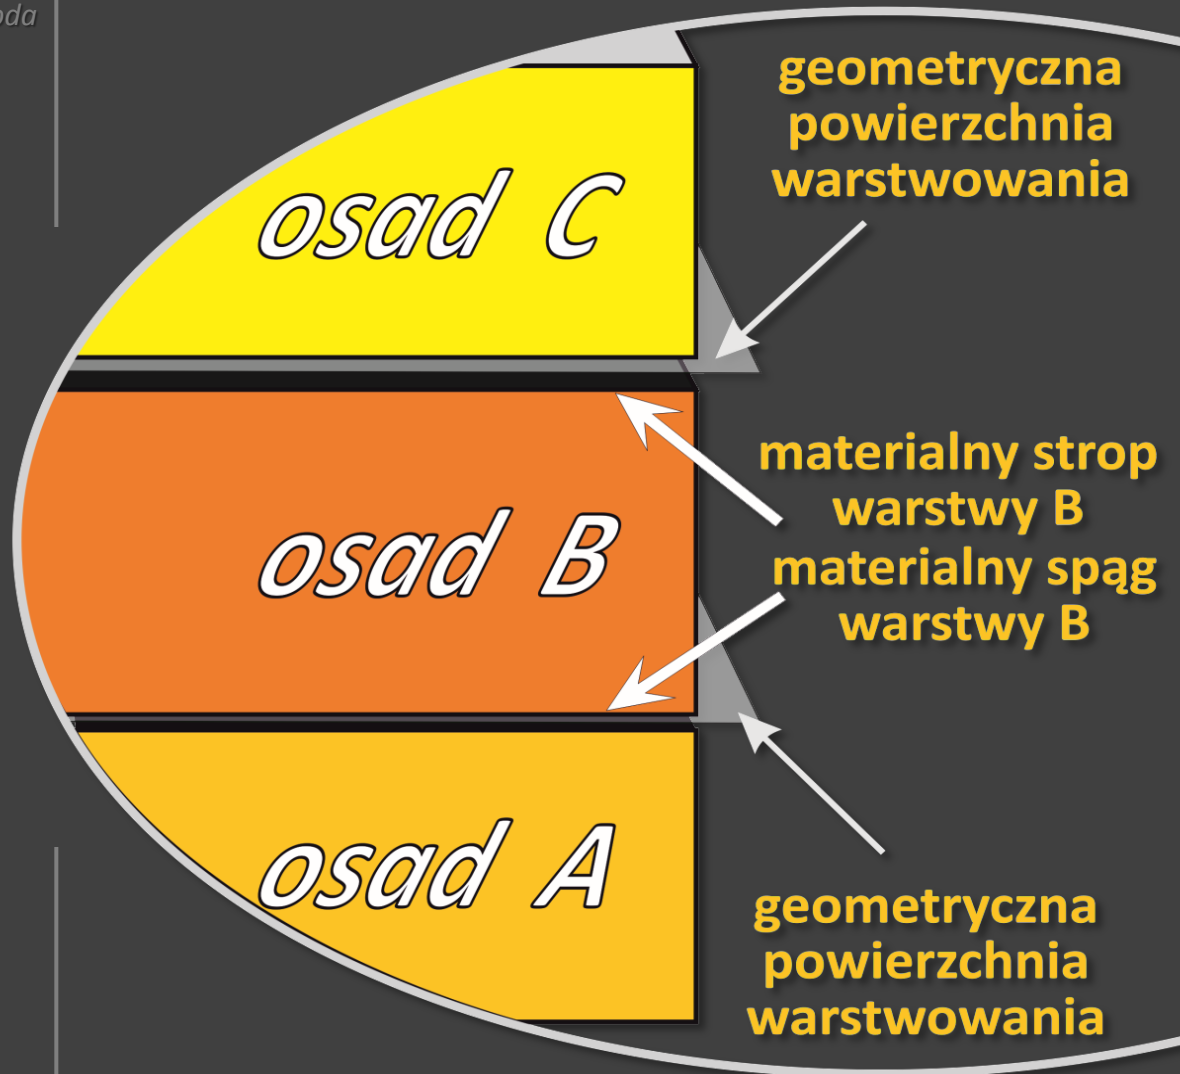 geometryczna
powierzchnia
warstwowania
osad C
materialny strop
warstwy B
osad B
materialny spąg
warstwy B
osad A
geometryczna
powierzchnia
warstwowania